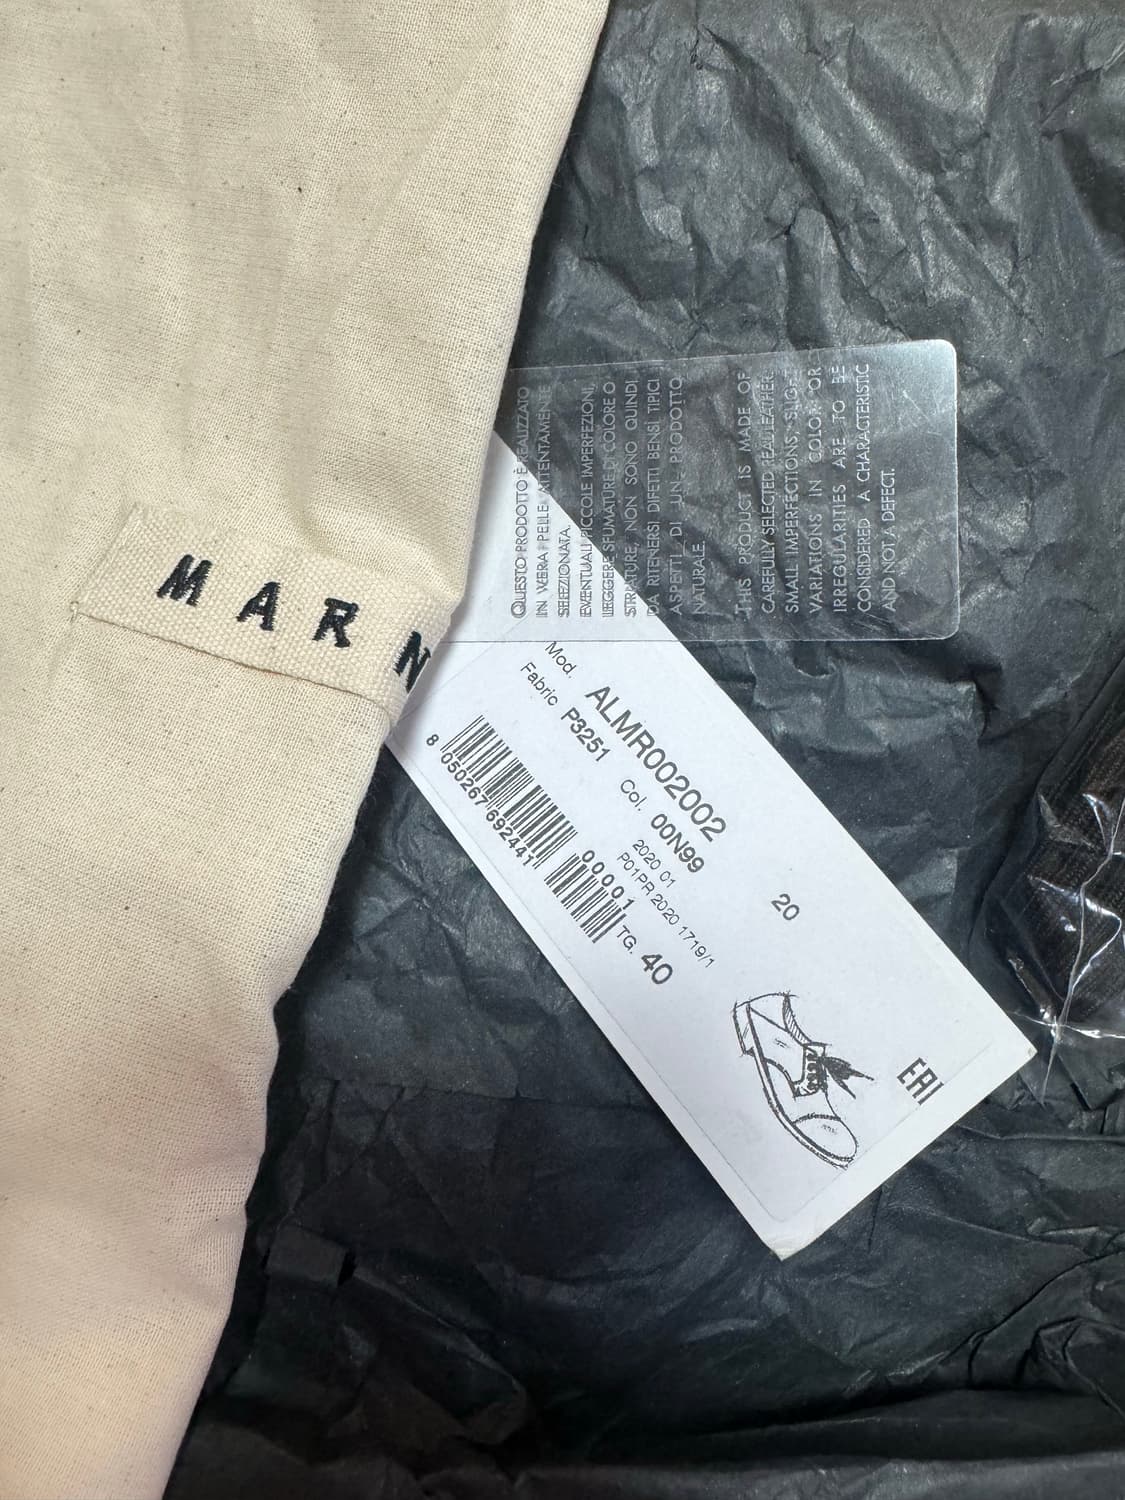 MARN
QUESTO PRODOTTO È REALIZZATO
IN VERA PELLE ATTENTAMENTE
SELEZIONATA.
EVENTUALI PICCOLE IMPERFEZIONI,
LEGGERE SFUMATURE DI COLORE O
STRIATURE, NON SONO QUINDI
DA RITENERSI DIFETTI BENSÌ TIPICI
ASPETTI DI UN PRODOTTO
NATURALE.
THIS PRODUCT IS MADE OF
CAREFULLY SELECTED REAL LEATHER.
SMALL IMPERFECTIONS, SLIGHT
VARIATIONS IN COLOR OR
IRREGULARITIES ARE TO BE
CONSIDERED A CHARACTERISTIC
AND NOT A DEFECT.
Mod. ALMR002002 20
Fabric P3251 Col. 00N99
2020 01
P01PR 2020 1719/1
8 050267 692441 00001 TG. 40
EAC